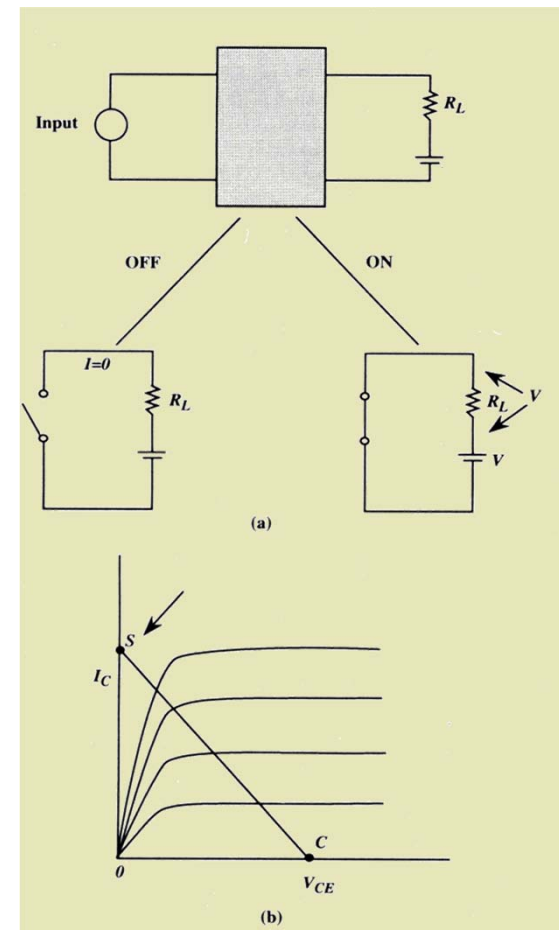 Input
R_L
OFF
ON
I=0
R_L
R_L
V
V
(a)
S
I_C
C
0
V_CE
(b)